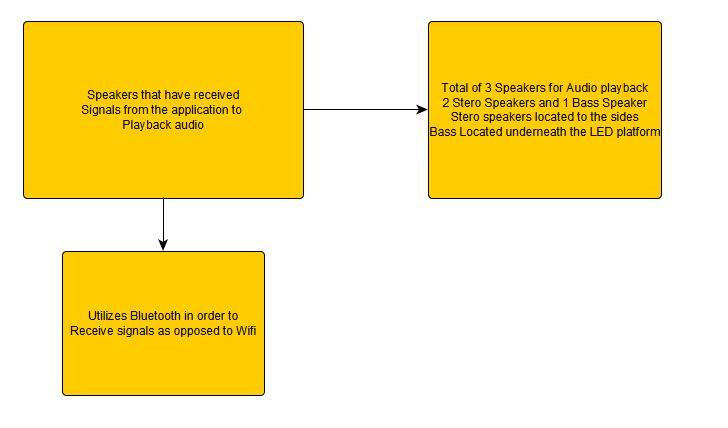 Speakers that have received
Signals from the application to
Playback audio
Total of 3 Speakers for Audio playback
2 Stero Speakers and 1 Bass Speaker
Stero speakers located to the sides
Bass Located underneath the LED platform
Utilizes Bluetooth in order to
Receive signals as opposed to Wifi